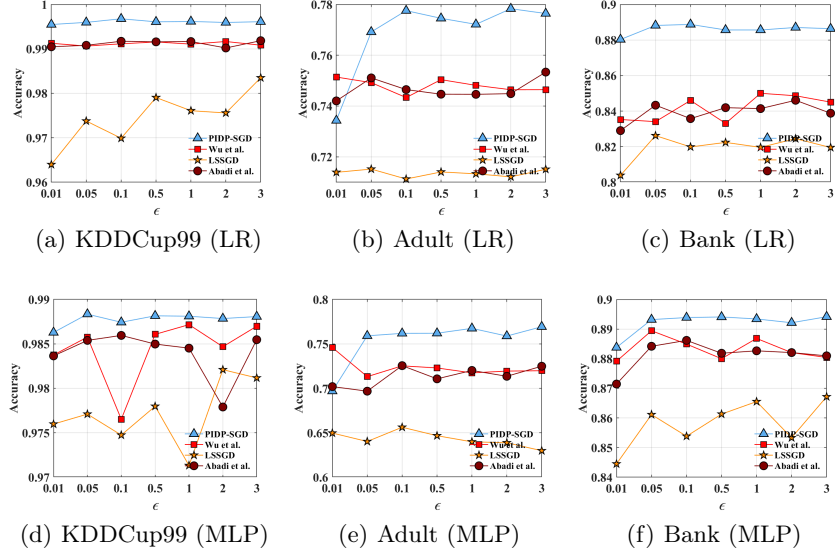 1
0.99
0.98
0.97
0.96
Accuracy
PIDP-SGD
Wu et al.
LSSGD
Abadi et al.
0.01 0.05 0.1 0.5 1 2 3
ϵ
(a) KDDCup99 (LR)
0.78
0.76
0.74
0.72
Accuracy
PIDP-SGD
Wu et al.
LSSGD
Abadi et al.
0.01 0.05 0.1 0.5 1 2 3
ϵ
(b) Adult (LR)
0.9
0.88
0.86
0.84
0.82
0.8
Accuracy
PIDP-SGD
Wu et al.
LSSGD
Abadi et al.
0.01 0.05 0.1 0.5 1 2 3
ϵ
(c) Bank (LR)
0.99
0.985
0.98
0.975
0.97
Accuracy
PIDP-SGD
Wu et al.
LSSGD
Abadi et al.
0.01 0.05 0.1 0.5 1 2 3
ϵ
(d) KDDCup99 (MLP)
0.8
0.75
0.7
0.65
0.6
Accuracy
PIDP-SGD
Wu et al.
LSSGD
Abadi et al.
0.01 0.05 0.1 0.5 1 2 3
ϵ
(e) Adult (MLP)
0.9
0.89
0.88
0.87
0.86
0.85
0.84
Accuracy
PIDP-SGD
Wu et al.
LSSGD
Abadi et al.
0.01 0.05 0.1 0.5 1 2 3
ϵ
(f) Bank (MLP)